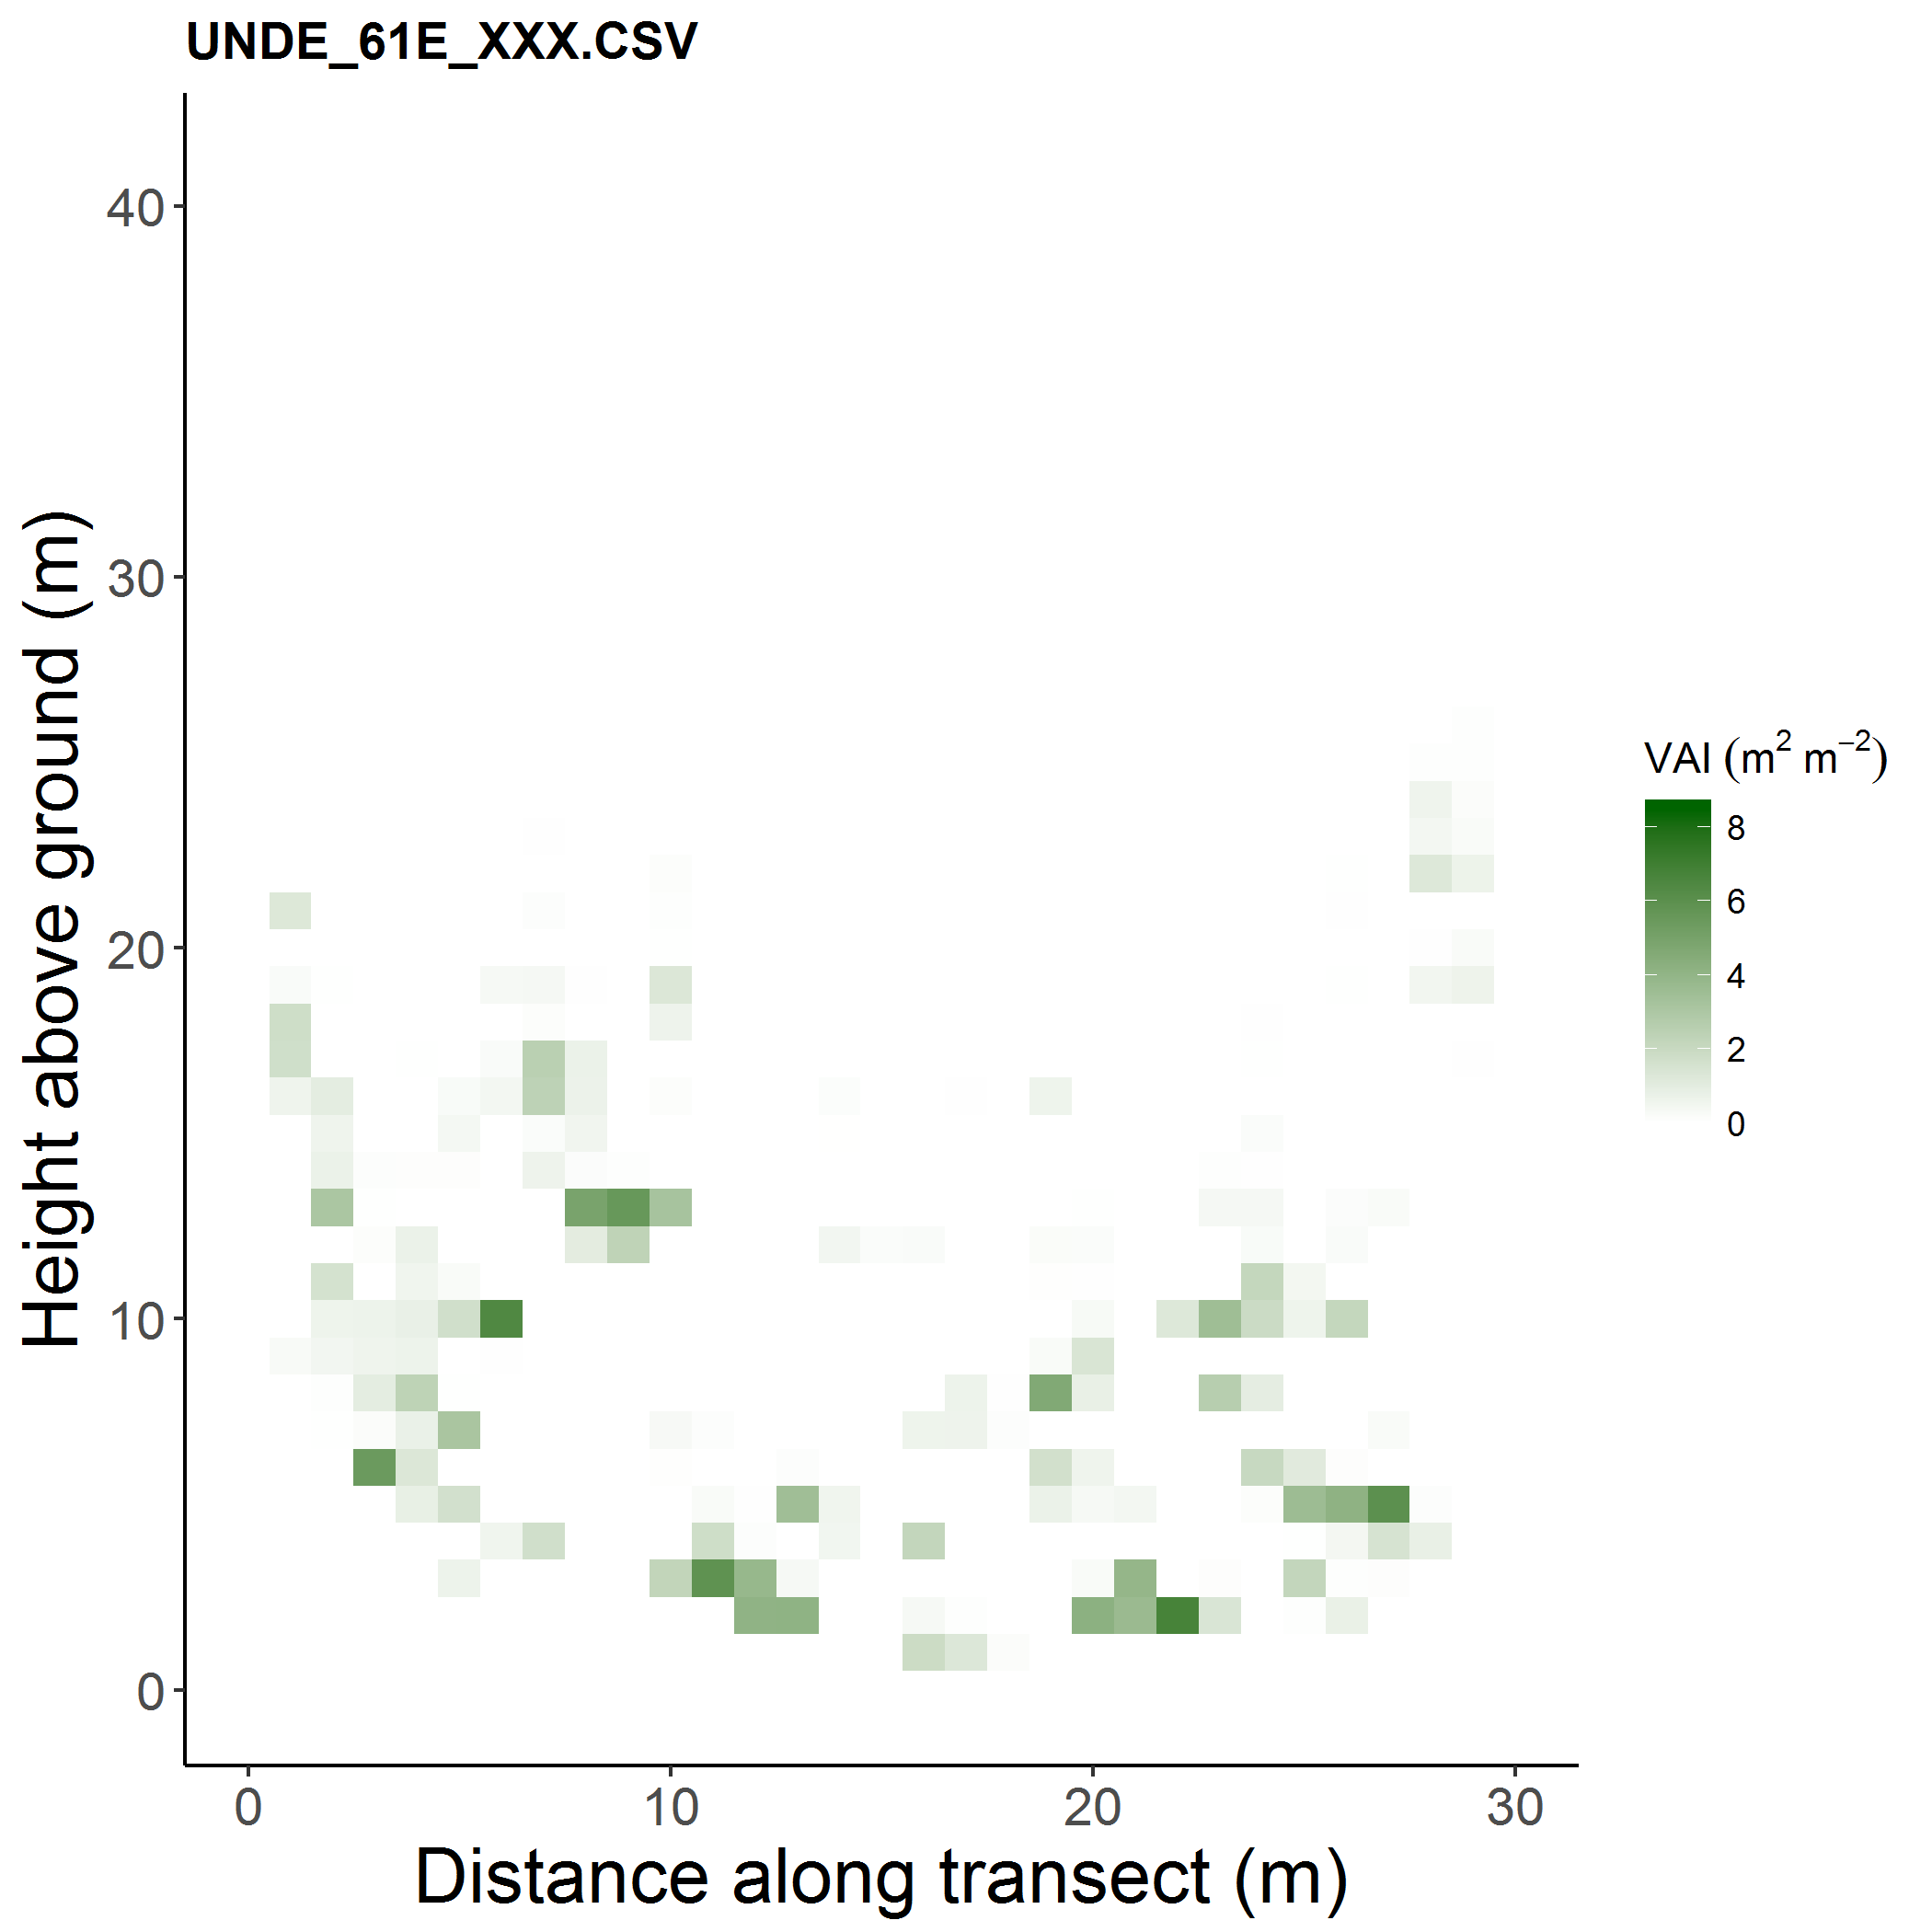 UNDE_61E_XXX.CSV
40
30
20
10
0
Height above ground (m)
0 10 20 30
Distance along transect (m)
VAI (m² m⁻²)
8
6
4
2
0